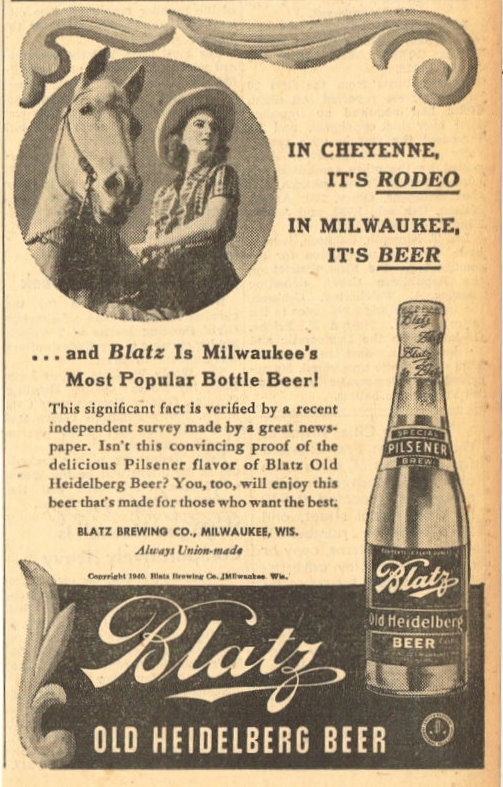 IN CHEYENNE,
IT'S RODEO
IN MILWAUKEE,
IT'S BEER
...and Blatz Is Milwaukee's
Most Popular Bottle Beer!
This significant fact is verified by a recent
independent survey made by a great news-
paper. Isn't this convincing proof of the
delicious Pilsener flavor of Blatz Old
Heidelberg Beer? You, too, will enjoy this
beer that's made for those who want the best.
BLATZ BREWING CO., MILWAUKEE, WIS.
Always Union-made
Copyright 1940. Blatz Brewing Co., Milwaukee, Wis.
Blatz
Blatz
SPECIAL
PILSENER
BREW
Blatz
Old Heidelberg
BEER
Blatz
OLD HEIDELBERG BEER